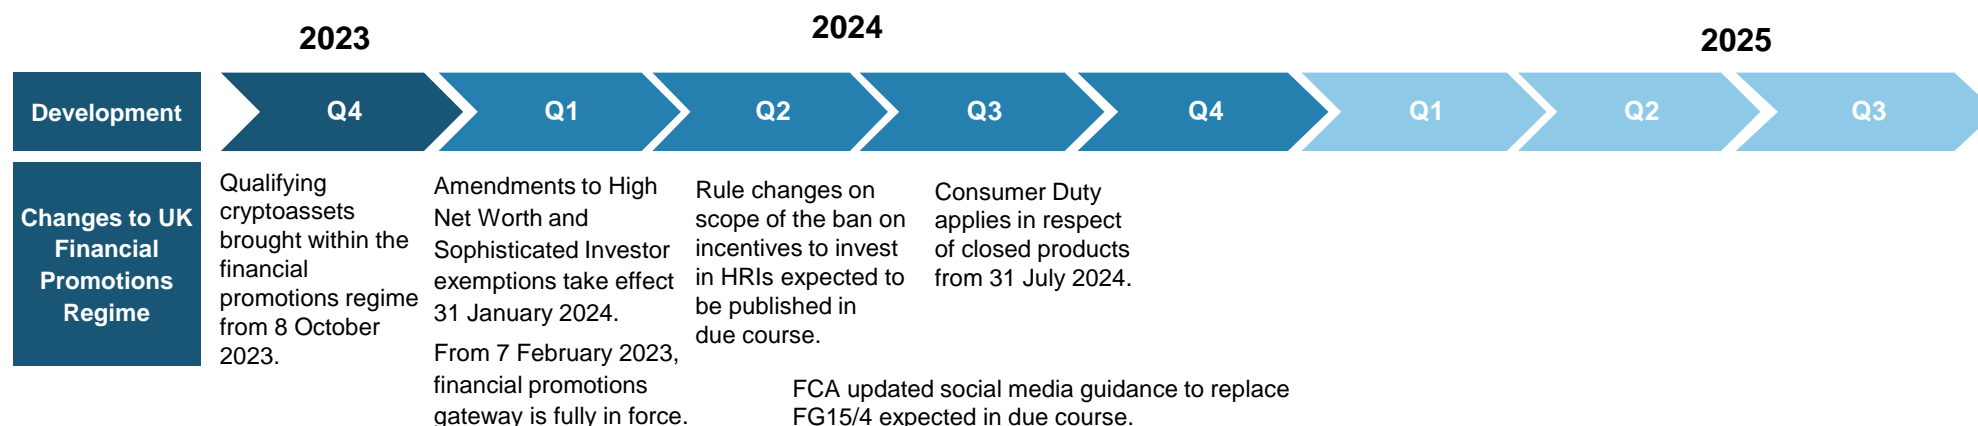 2023
2024
2025
Development
Q4
Q1
Q2
Q3
Q4
Q1
Q2
Q3
Changes to UK
Financial
Promotions
Regime
Qualifying
cryptoassets
brought within the
financial
promotions regime
from 8 October
2023.
Amendments to High
Net Worth and
Sophisticated Investor
exemptions take effect
31 January 2024.
From 7 February 2023,
financial promotions
gateway is fully in force.
Rule changes on
scope of the ban on
incentives to invest
in HRIs expected to
be published in
due course.
Consumer Duty
applies in respect
of closed products
from 31 July 2024.
FCA updated social media guidance to replace
FG15/4 expected in due course.